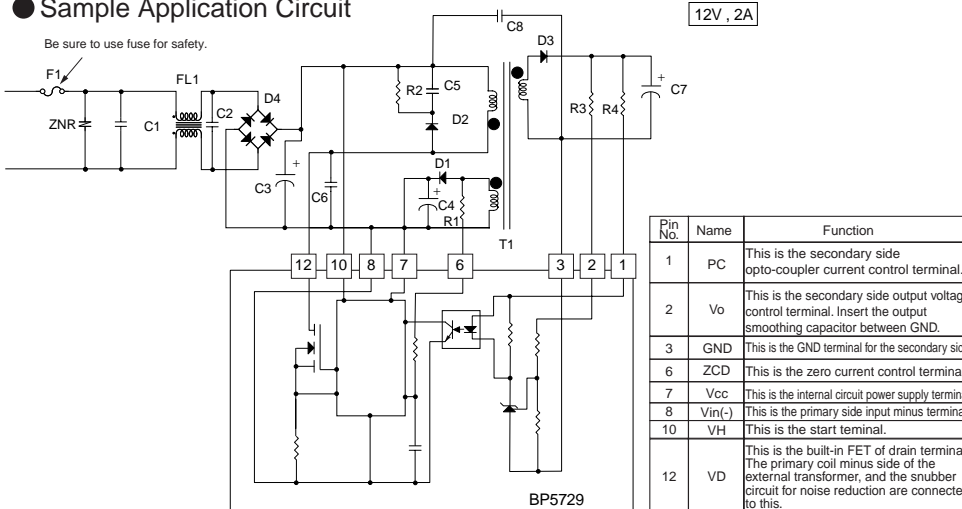 ● Sample Application Circuit
12V , 2A
Be sure to use fuse for safety.
F1
ZNR
C1
FL1
C2
D4
C3
C6
R2
C5
D2
D1
C4
R1
T1
C8
D3
R3
R4
C7
+
+
+
12 10 8 7 6 3 2 1
BP5729
Pin No. Name Function
1 PC This is the secondary side
opto-coupler current control terminal.
2 Vo This is the secondary side output
control terminal. Insert the output
smoothing capacitor between GND.
3 GND This is the GND terminal for the secondary
6 ZCD This is the zero current control
7 Vcc This is the internal circuit power supply
8 Vin(-) This is the primary side input minus
10 VH This is the start teminal.
12 VD This is the built-in FET of drain
The primary coil minus side of the
external transformer, and the snubber
circuit for noise reduction are
to this.